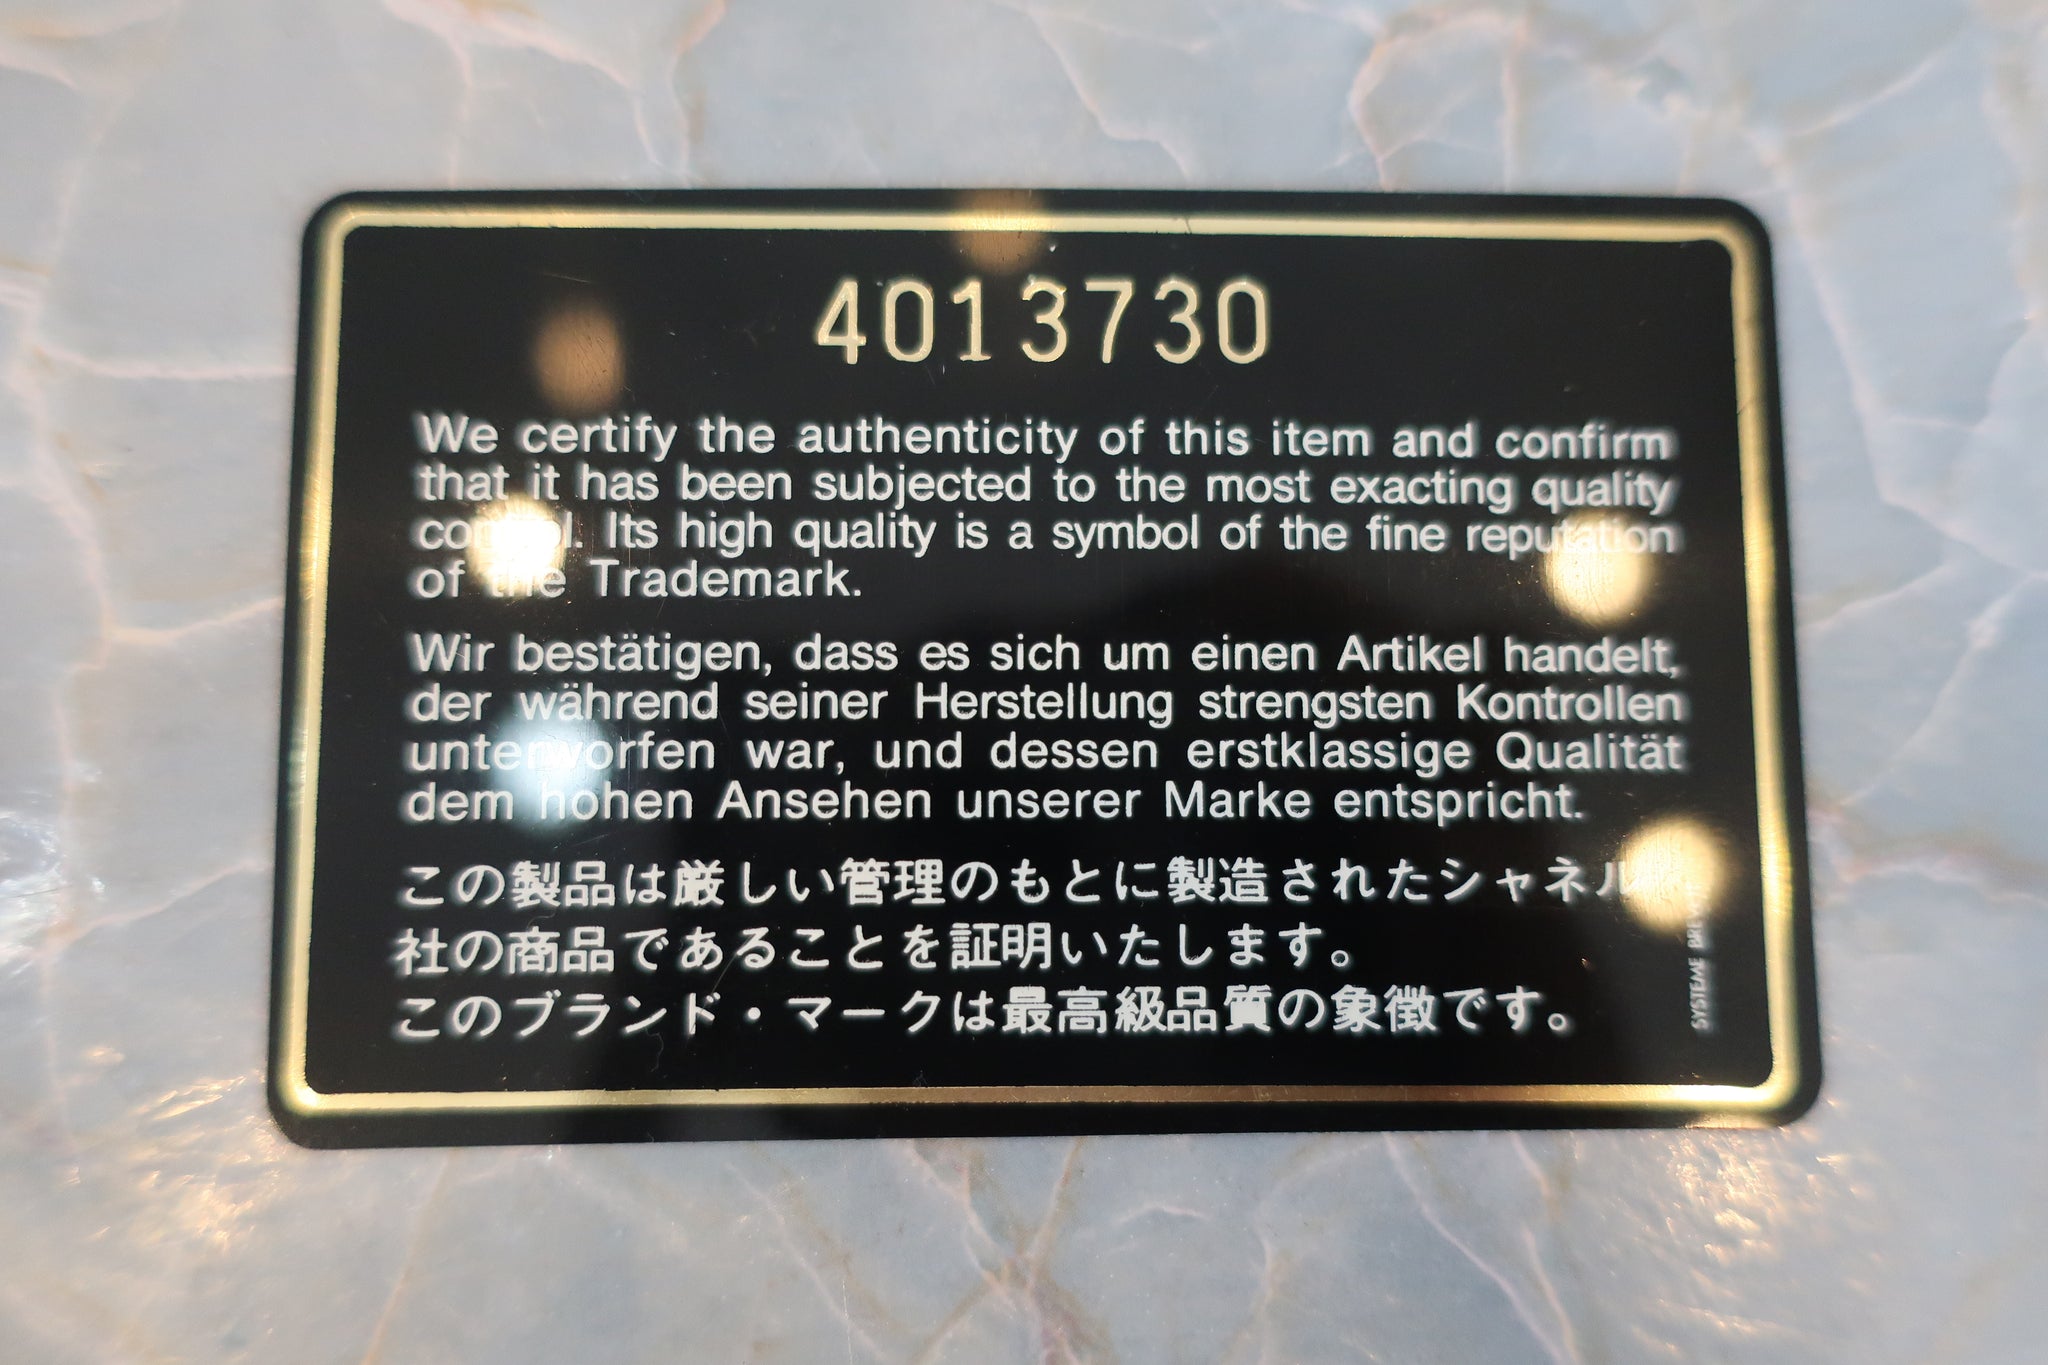 4013730
We certify the authenticity of this item and confirm
that it has been subjected to the most exacting quality
control. Its high quality is a symbol of the fine reputation
of the Trademark.
Wir bestätigen, dass es sich um einen Artikel handelt,
der während seiner Herstellung strengsten Kontrollen
unterworfen war, und dessen erstklassige Qualität
dem hohen Ansehen unserer Marke entspricht.
この製品は厳しい管理のもとに製造されたシャネル
社の商品であることを証明いたします。
このブランド・マークは最高級品質の象徴です。
SYSTEME